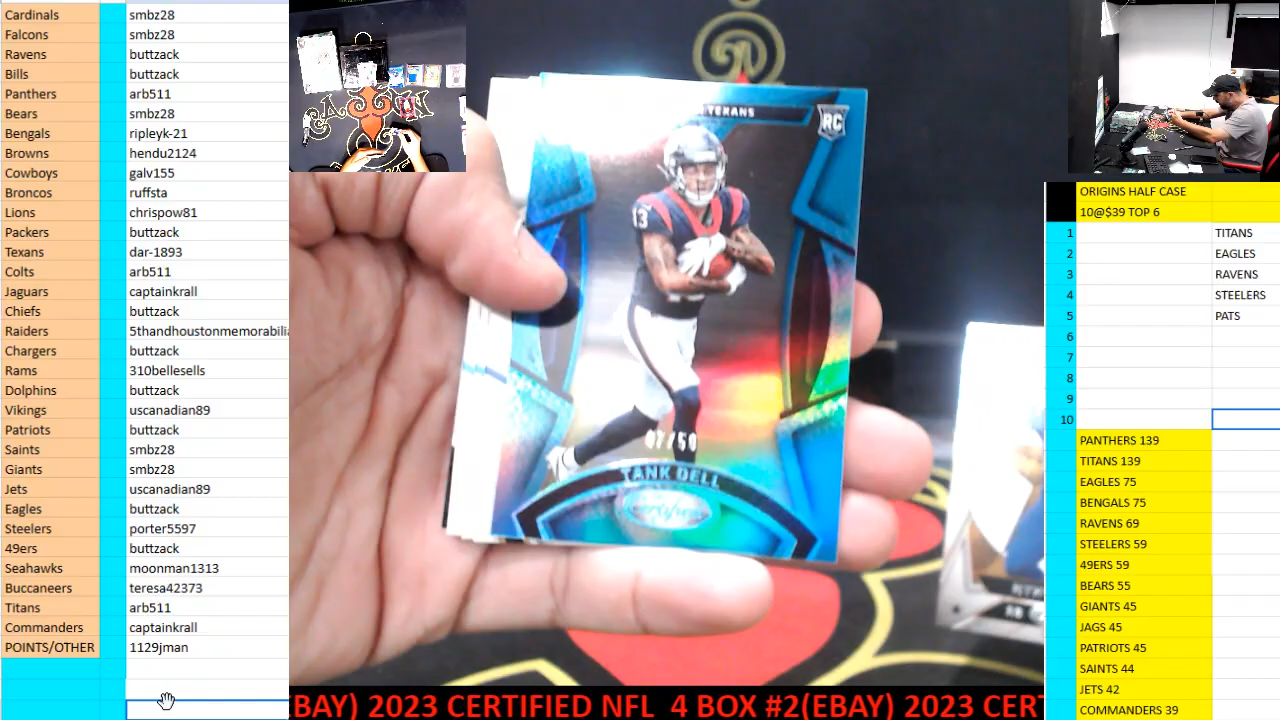 Cardinals smbz28
Falcons smbz28
Ravens buttzack
Bills buttzack
Panthers arb511
Bears smbz28
Bengals ripleyk-21
Browns hendu2124
Cowboys galv155
Broncos ruffsta
Lions chrispow81
Packers buttzack
Texans dar-1893
Colts arb511
Jaguars captainkrall
Chiefs buttzack
Raiders 5thandhoustonmemorabilia
Chargers buttzack
Rams 310bellesells
Dolphins buttzack
Vikings uscanadian89
Patriots buttzack
Saints smbz28
Giants smbz28
Jets uscanadian89
Eagles buttzack
Steelers porter5597
49ers buttzack
Seahawks moonman1313
Buccaneers teresa42373
Titans arb511
Commanders captainkrall
POINTS/OTHER 1129jman
TEXANS
RC
13
07/50
TANK DELL
Certified
ORIGINS HALF CASE
10@$39 TOP 6
1 TITANS
2 EAGLES
3 RAVENS
4 STEELERS
5 PATS
6
7
8
9
10
PANTHERS 139
TITANS 139
EAGLES 75
BENGALS 75
RAVENS 69
STEELERS 59
49ERS 59
BEARS 55
GIANTS 45
JAGS 45
PATRIOTS 45
SAINTS 44
JETS 42
COMMANDERS 39
EBAY) 2023 CERTIFIED NFL 4 BOX #2(EBAY) 2023 CERT